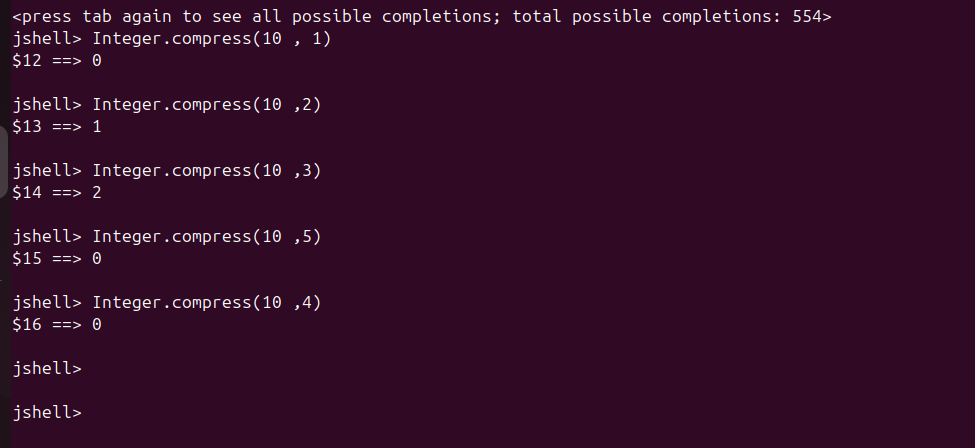 <press tab again to see all possible completions; total possible completions: 554>
jshell> Integer.compress(10 , 1)
$12 ==> 0
jshell> Integer.compress(10 ,2)
$13 ==> 1
jshell> Integer.compress(10 ,3)
$14 ==> 2
jshell> Integer.compress(10 ,5)
$15 ==> 0
jshell> Integer.compress(10 ,4)
$16 ==> 0
jshell>
jshell>